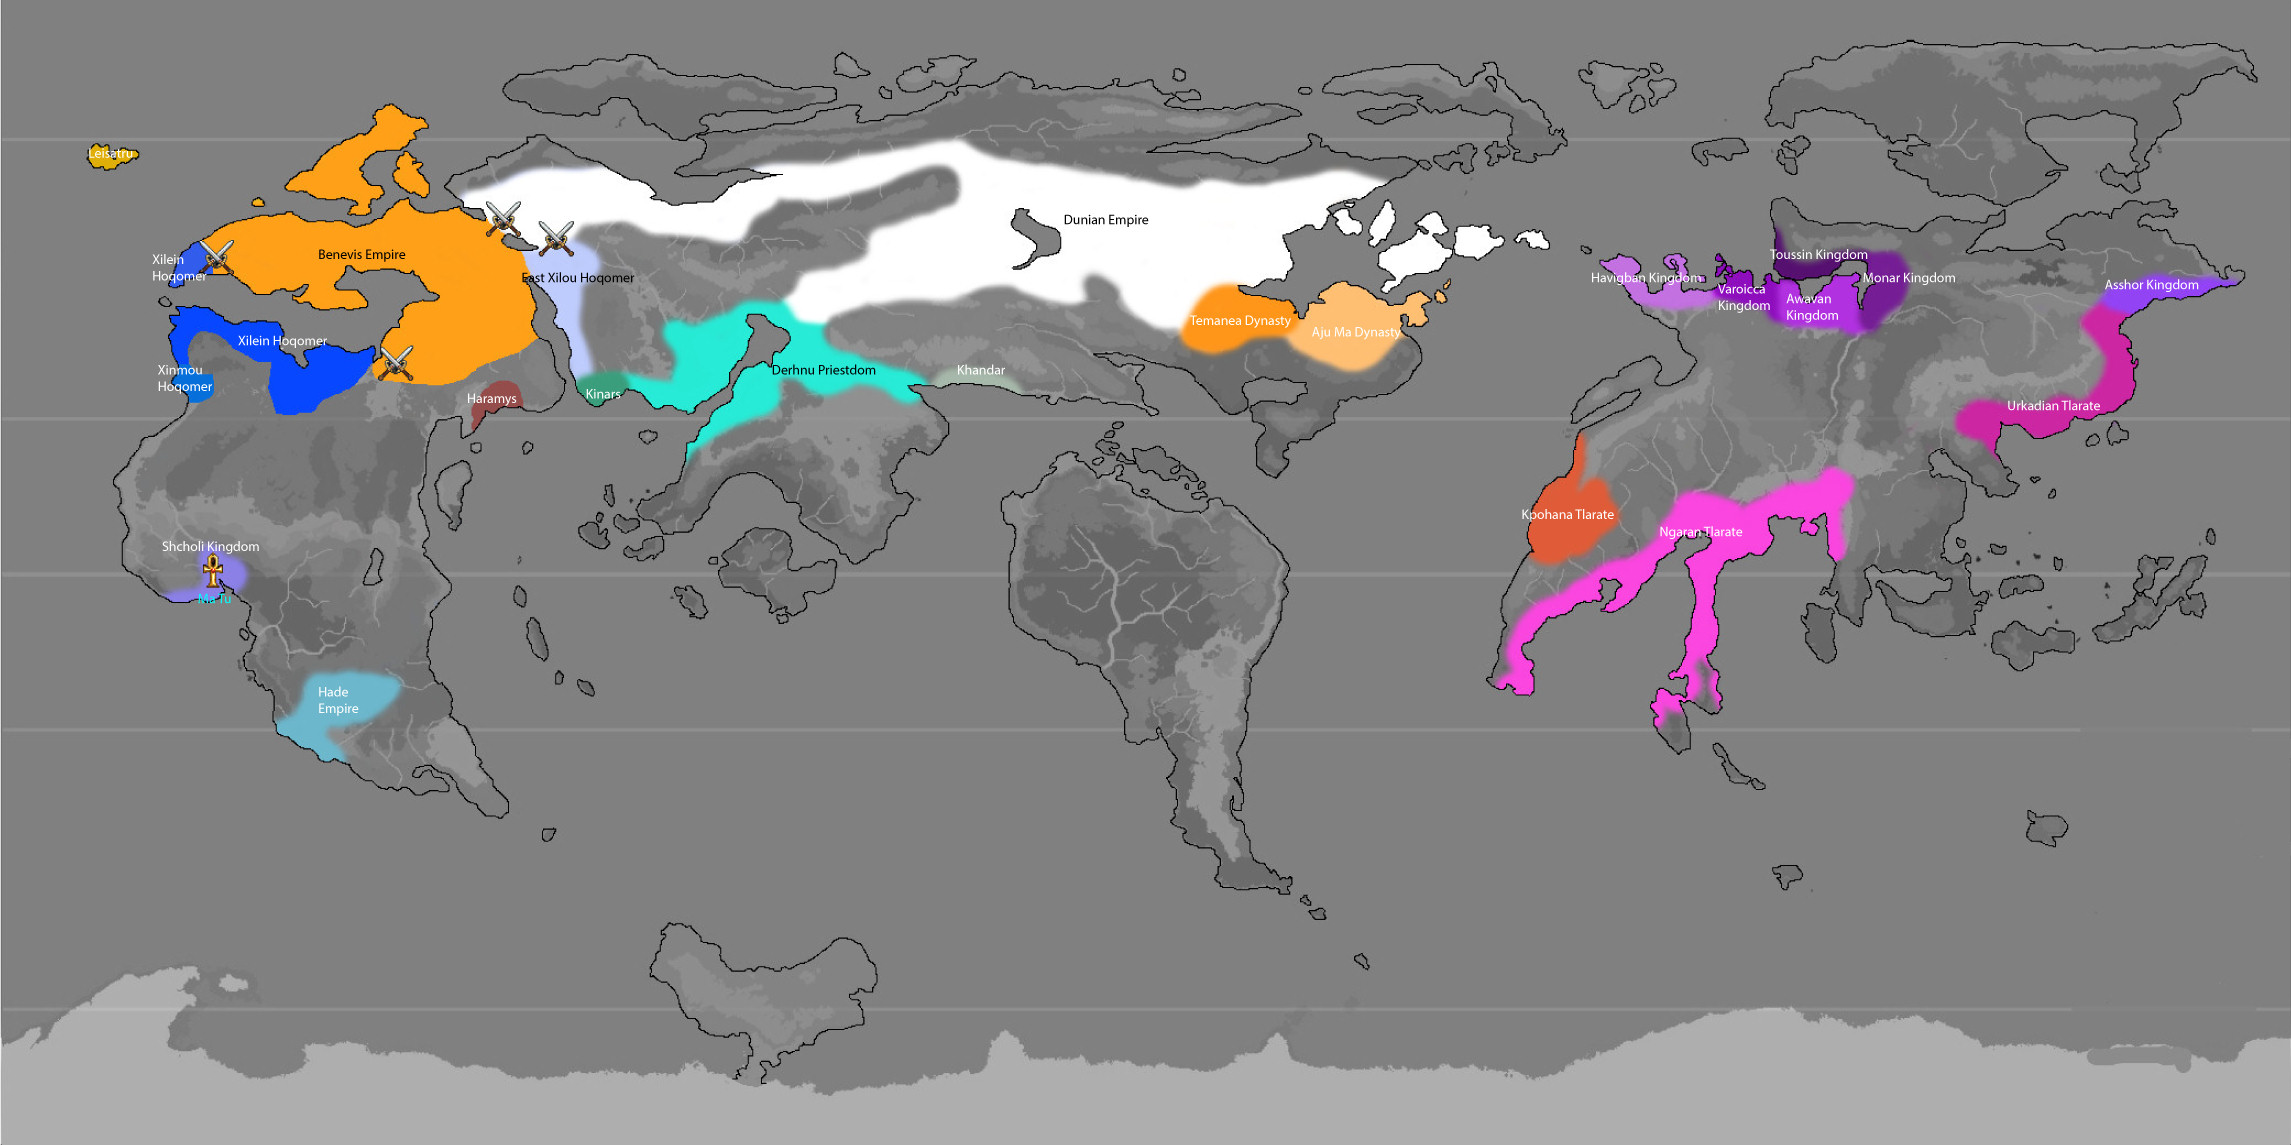 Leisatru
Dunian Empire
Benevis Empire
Xilein
Hoqomer
East Xilou Hoqomer
Toussin Kingdom
Havigban Kingdom
Monar Kingdom
Varoicca
Kingdom
Awavan
Kingdom
Asshor Kingdom
Temanea Dynasty
Aju Ma Dynasty
Xilein Hoqomer
Xinmou
Hoqomer
Derhnu Priestdom
Khandar
Kinars
Haramys
Urkadian Tlarate
Kpohana Tlarate
Ngaran Tlarate
Shcholi Kingdom
Ma Tu
Hade
Empire